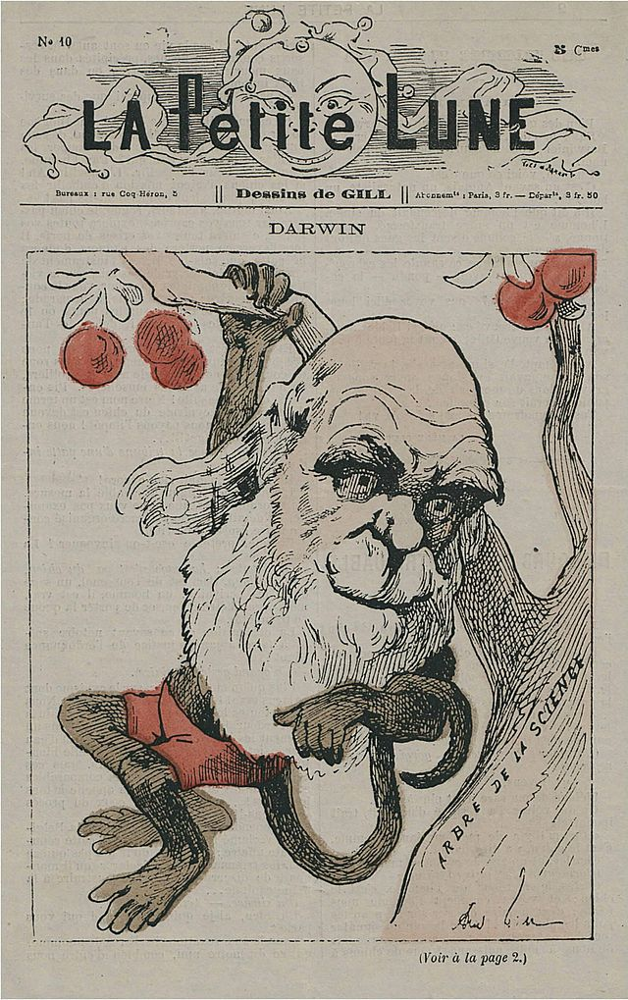 No 10
5 Cmes
LA Petite LUNE
Bureaux : rue Coq-Héron, 5
Dessins de GILL
Abonnemts : Paris, 3 fr. — Départs, 3 fr. 50
DARWIN
ARBRE DE LA SCIENCE
(Voir à la page 2.)